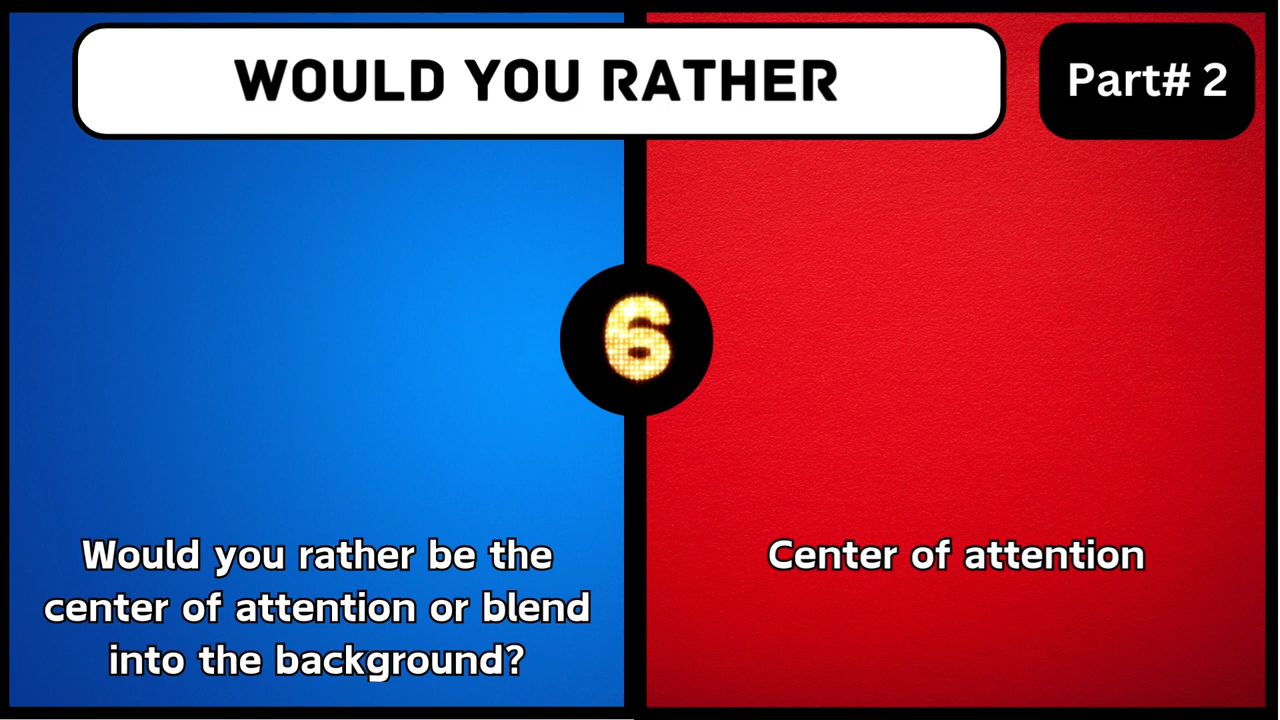 WOULD YOU RATHER
Part# 2
6
Would you rather be the
center of attention or blend
into the background?
Center of attention